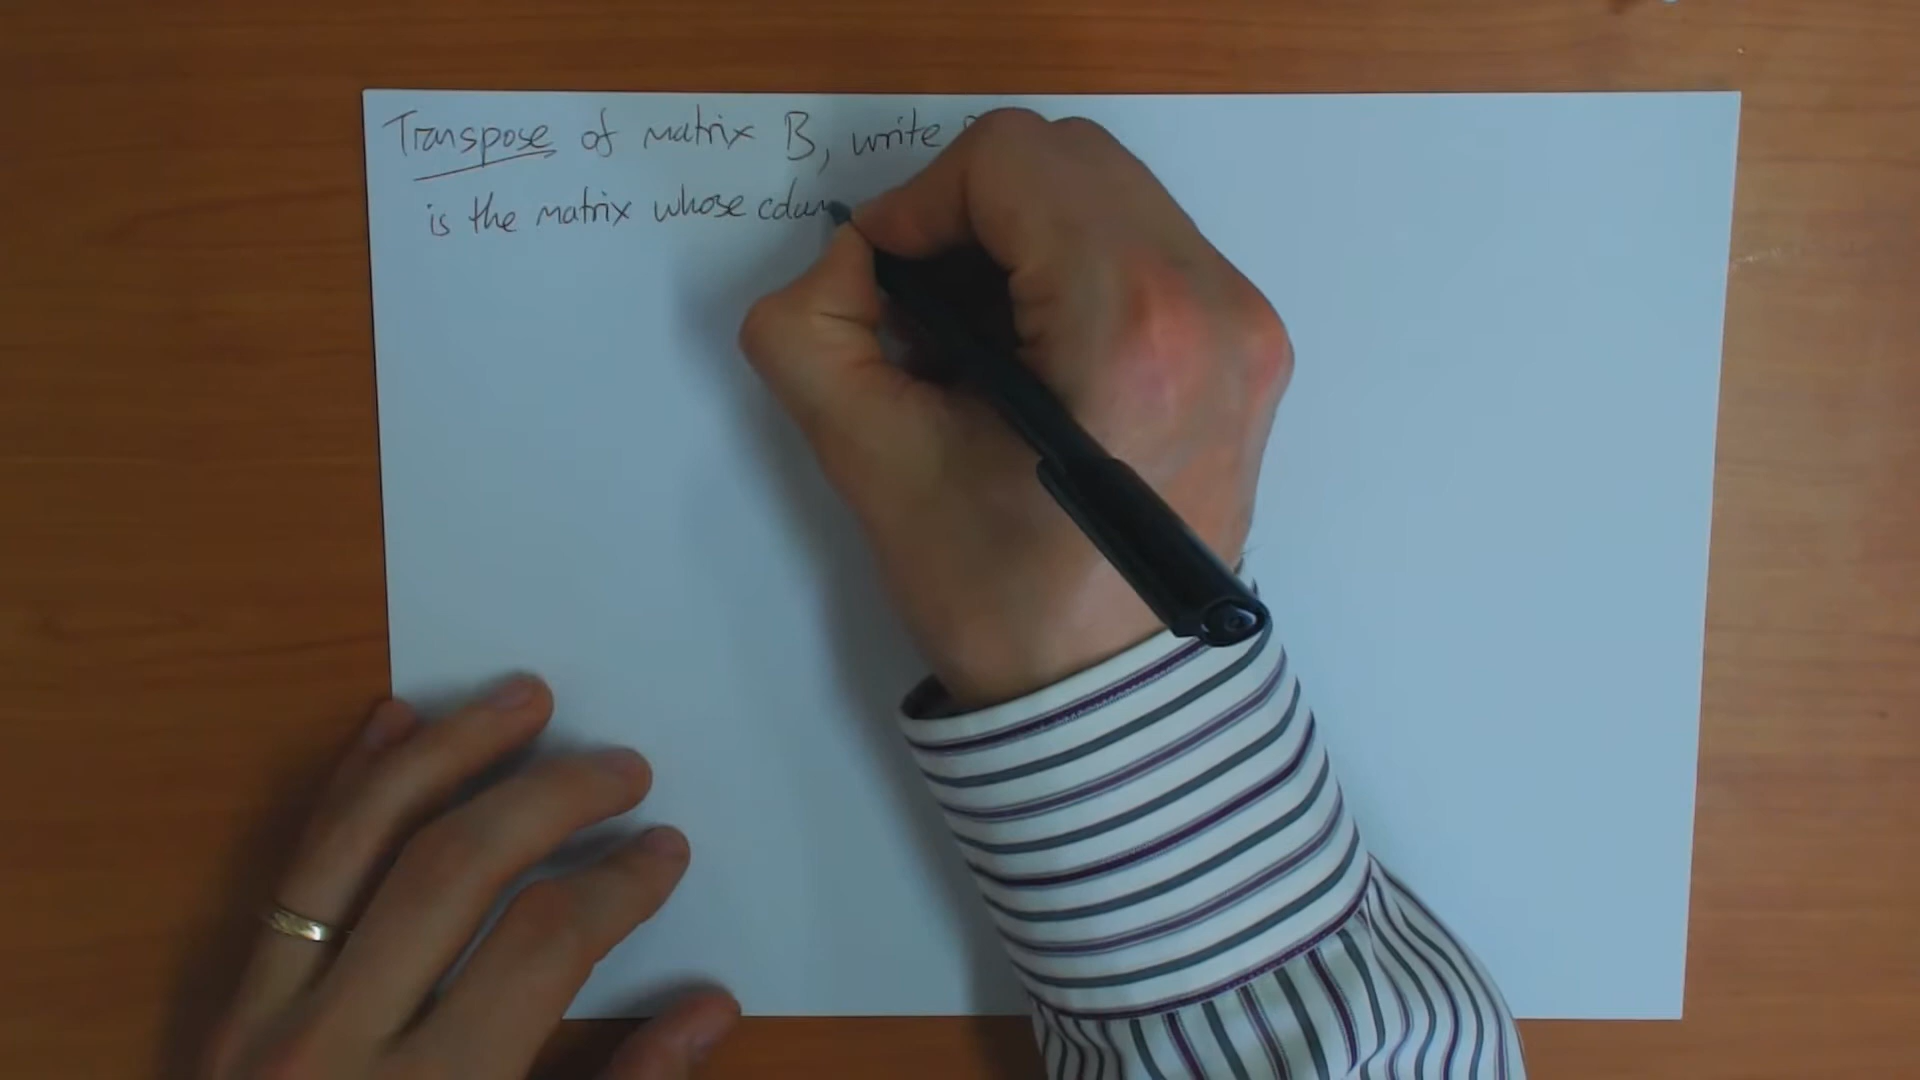 Transpose of matrix B, write
is the matrix whose